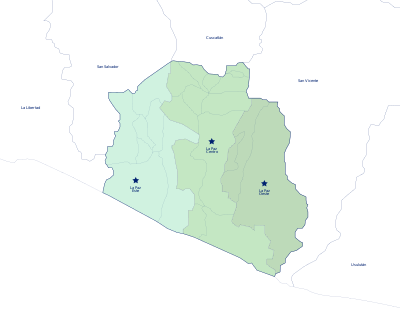 Cuscatlán
San Salvador
San Vicente
La Libertad
La Paz
Centro
La Paz
Este
La Paz
Oeste
Usulután